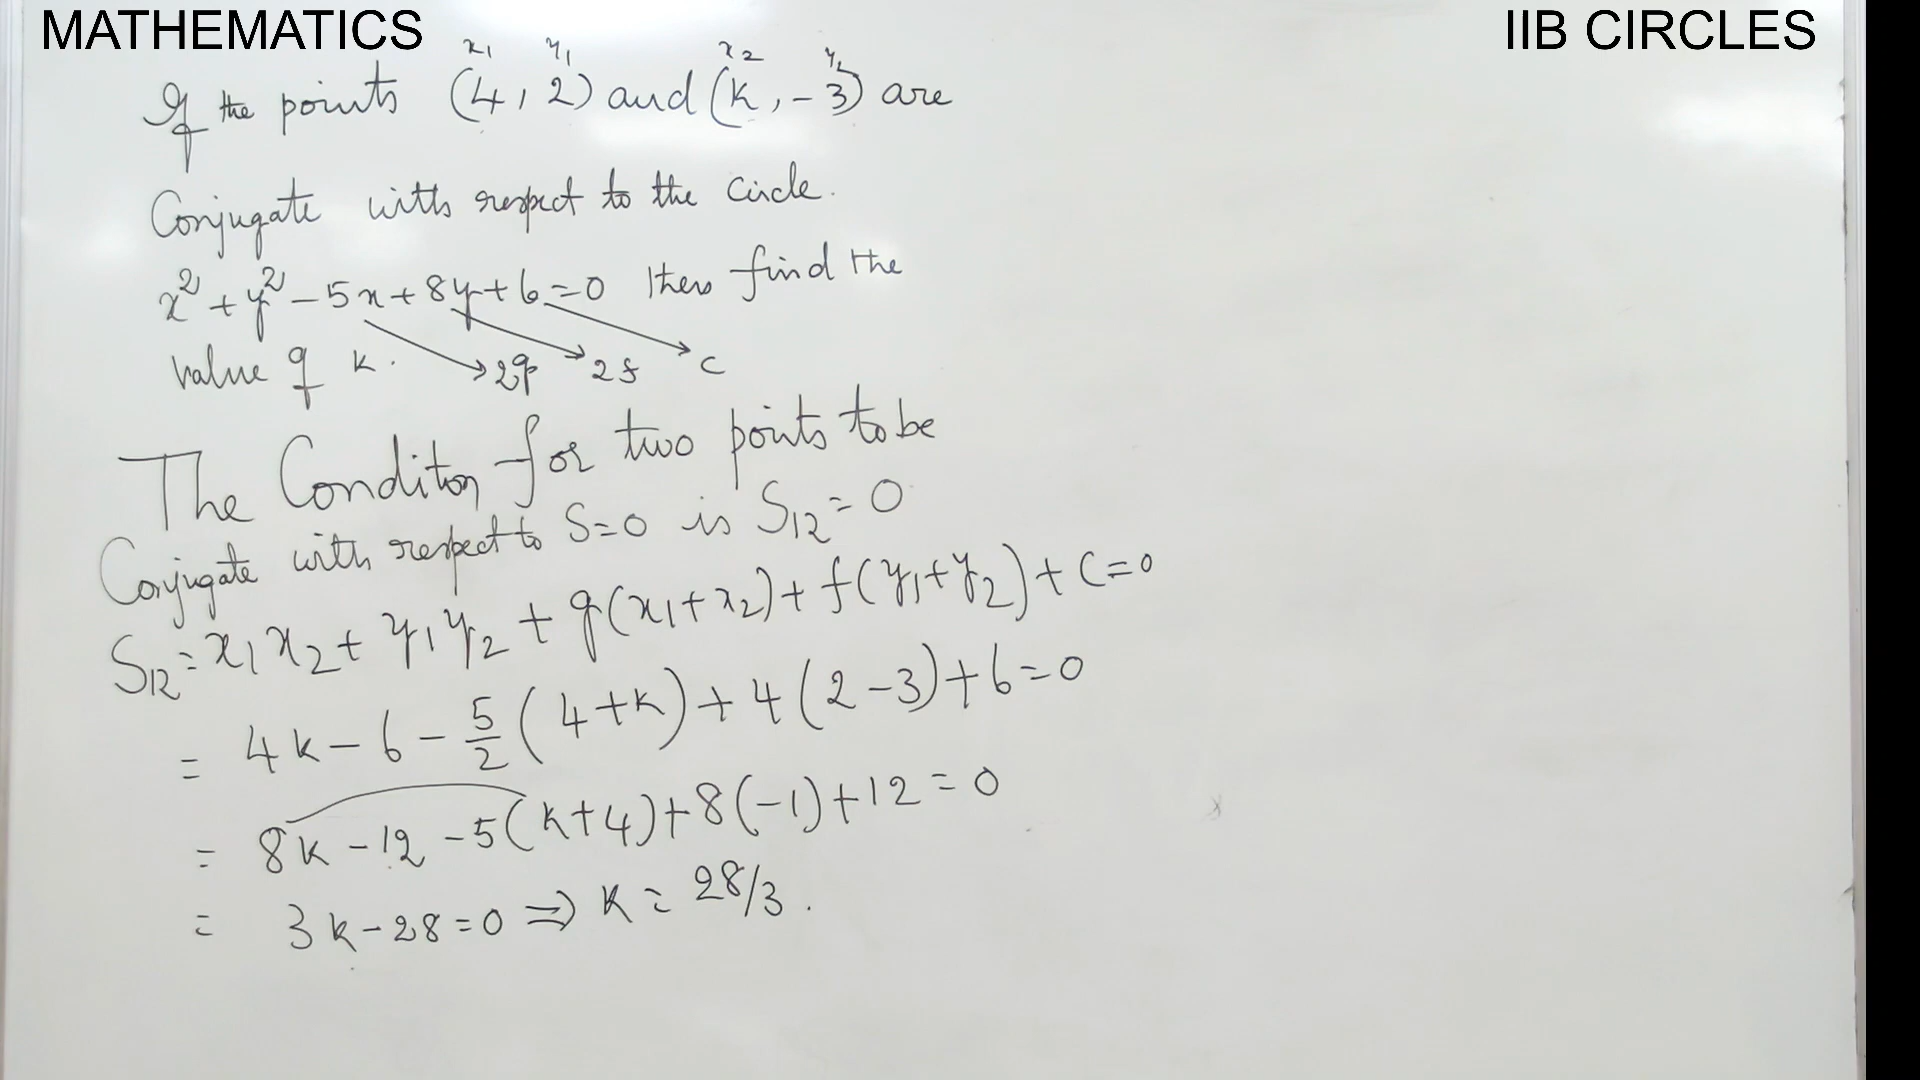 MATHEMATICS
IIB CIRCLES
x₁ y₁ x₂ y₂
If the points (4, 2) and (k, -3) are
Conjugate with respect to the circle.
x² + y² - 5x + 8y + 6 = 0 then find the
value of k. → 2g → 2f → c
The Conditon for two points to be
Conjugate with respect to S=0 is S₁₂ = 0
S₁₂ = x₁x₂ + y₁y₂ + g(x₁+x₂) + f(y₁+y₂) + C = 0
= 4k - 6 - 5/2 (4+k) + 4(2-3) + 6 = 0
= 8k - 12 - 5(k+4) + 8(-1) + 12 = 0
= 3k - 28 = 0 ⇒ k = 28/3.